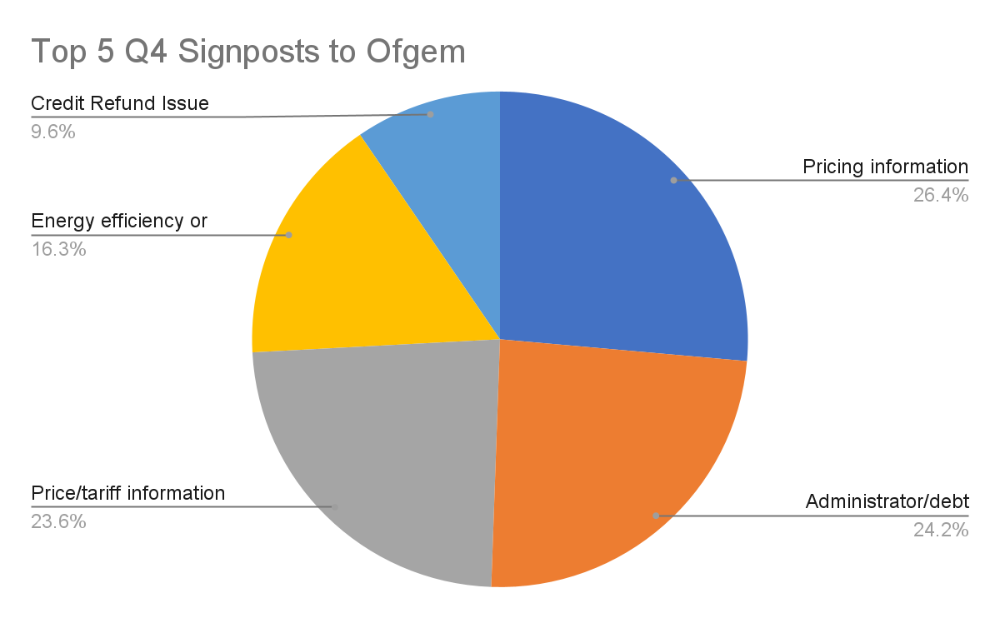 Top 5 Q4 Signposts to Ofgem
Credit Refund Issue
9.6%
Pricing information
26.4%
Energy efficiency or
16.3%
Price/tariff information
23.6%
Administrator/debt
24.2%